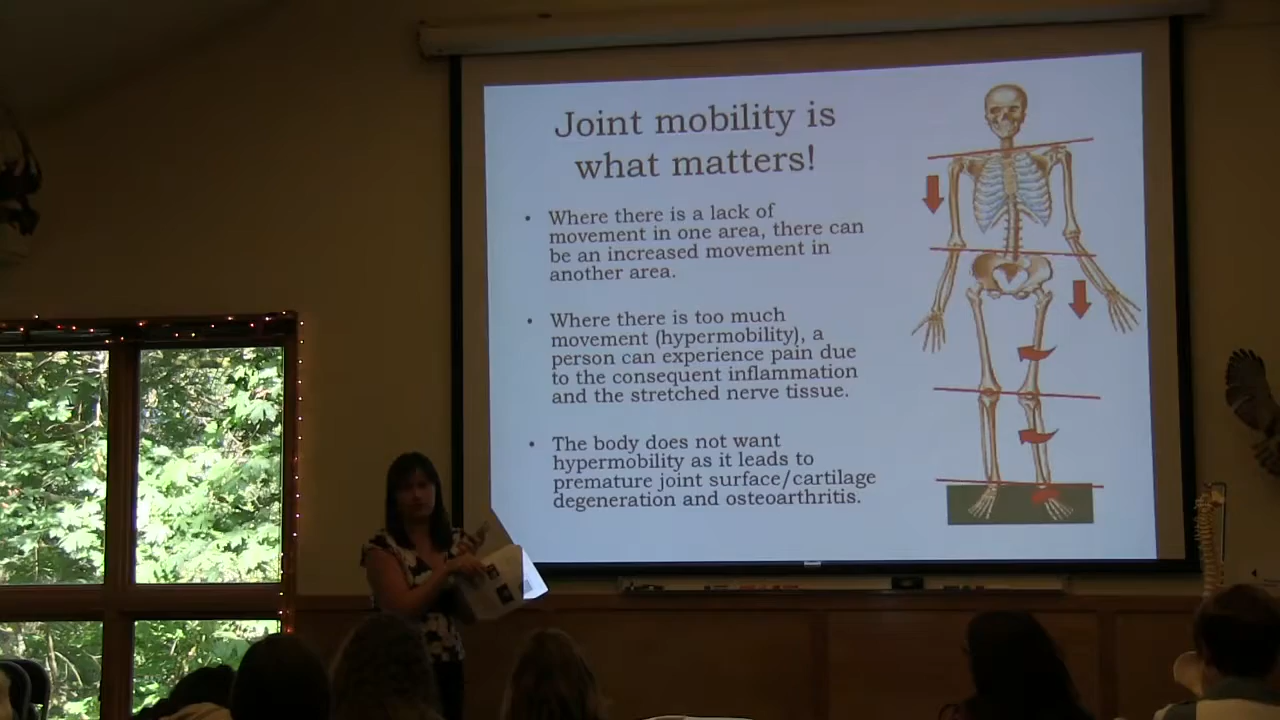 Joint mobility is
what matters!
• Where there is a lack of
movement in one area, there can
be an increased movement in
another area.
• Where there is too much
movement (hypermobility), a
person can experience pain due
to the consequent inflammation
and the stretched nerve tissue.
• The body does not want
hypermobility as it leads to
premature joint surface/cartilage
degeneration and osteoarthritis.